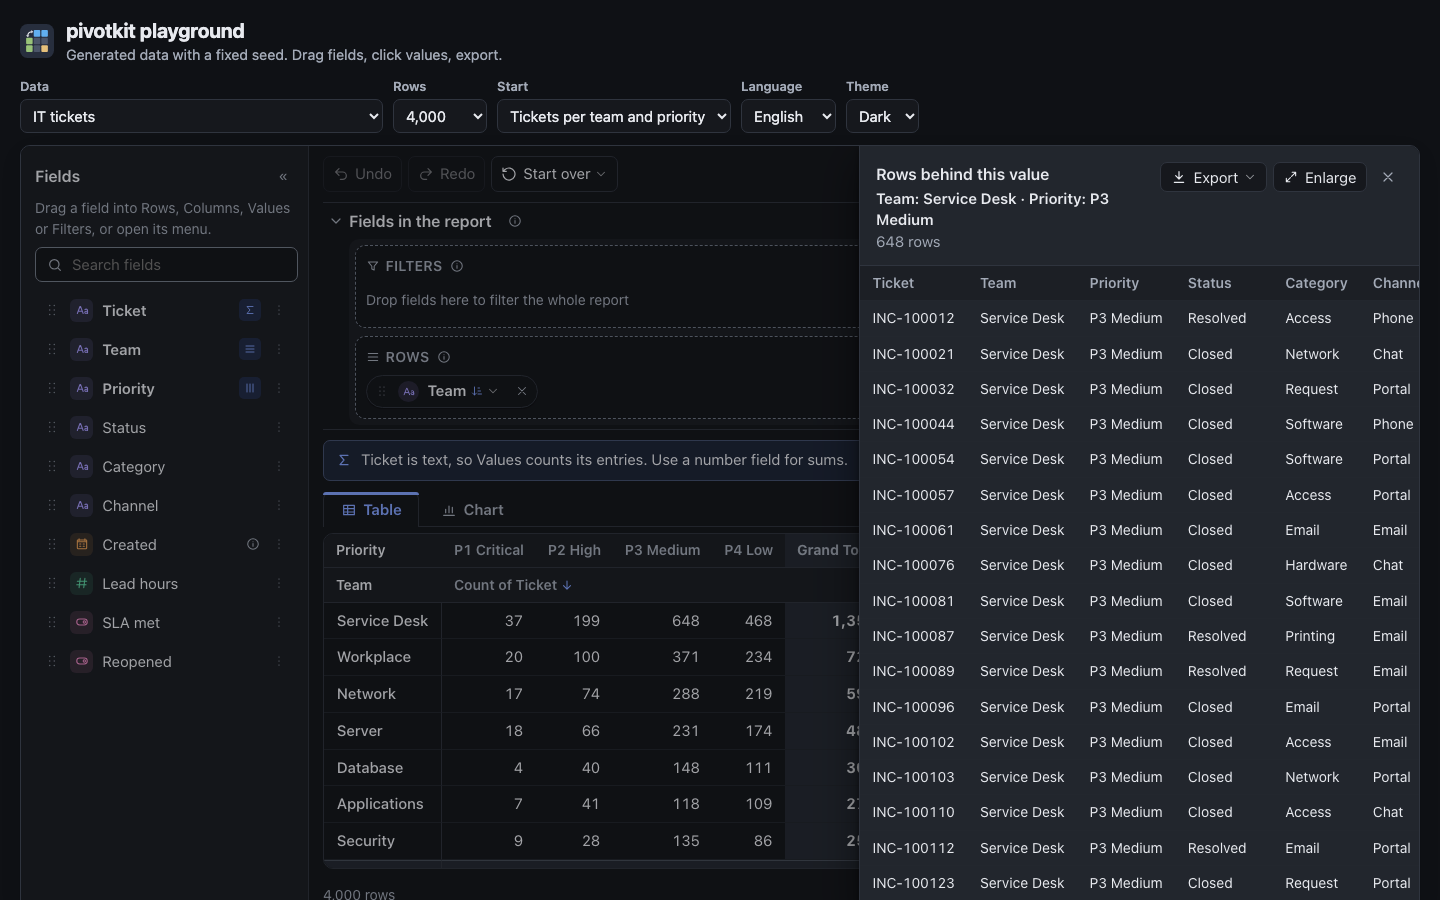 pivotkit playground
Generated data with a fixed seed. Drag fields, click values, export.
Data
Rows
Start
Language
Theme
IT tickets
4,000
Tickets per team and priority
English
Dark
Fields
«
Drag a field into Rows, Columns, Values
or Filters, or open its menu.
Search fields
Aa Ticket Σ
Aa Team
Aa Priority
Aa Status
Aa Category
Aa Channel
Created
# Lead hours
SLA met
Reopened
Undo
Redo
Start over
Fields in the report
FILTERS
Drop fields here to filter the whole report
ROWS
Aa Team
Σ Ticket is text, so Values counts its entries. Use a number field for sums.
Table
Chart
Priority P1 Critical P2 High P3 Medium P4 Low Grand
Team Count of Ticket
Service Desk 37 199 648 468
Workplace 20 100 371 234
Network 17 74 288 219
Server 18 66 231 174
Database 4 40 148 111
Applications 7 41 118 109
Security 9 28 135 86
4,000 rows
Rows behind this value
Team: Service Desk · Priority: P3
Medium
648 rows
Export
Enlarge
Ticket Team Priority Status Category
INC-100012 Service Desk P3 Medium Resolved Access Phone
INC-100021 Service Desk P3 Medium Closed Network Chat
INC-100032 Service Desk P3 Medium Closed Request Portal
INC-100044 Service Desk P3 Medium Closed Software Phone
INC-100054 Service Desk P3 Medium Closed Software Portal
INC-100057 Service Desk P3 Medium Closed Access Portal
INC-100061 Service Desk P3 Medium Closed Email Email
INC-100076 Service Desk P3 Medium Closed Hardware Chat
INC-100081 Service Desk P3 Medium Closed Software Email
INC-100087 Service Desk P3 Medium Resolved Printing Email
INC-100089 Service Desk P3 Medium Resolved Request Email
INC-100096 Service Desk P3 Medium Closed Email Portal
INC-100102 Service Desk P3 Medium Closed Access Email
INC-100103 Service Desk P3 Medium Closed Network Portal
INC-100110 Service Desk P3 Medium Closed Access Chat
INC-100112 Service Desk P3 Medium Resolved Email Portal
INC-100123 Service Desk P3 Medium Closed Request Portal